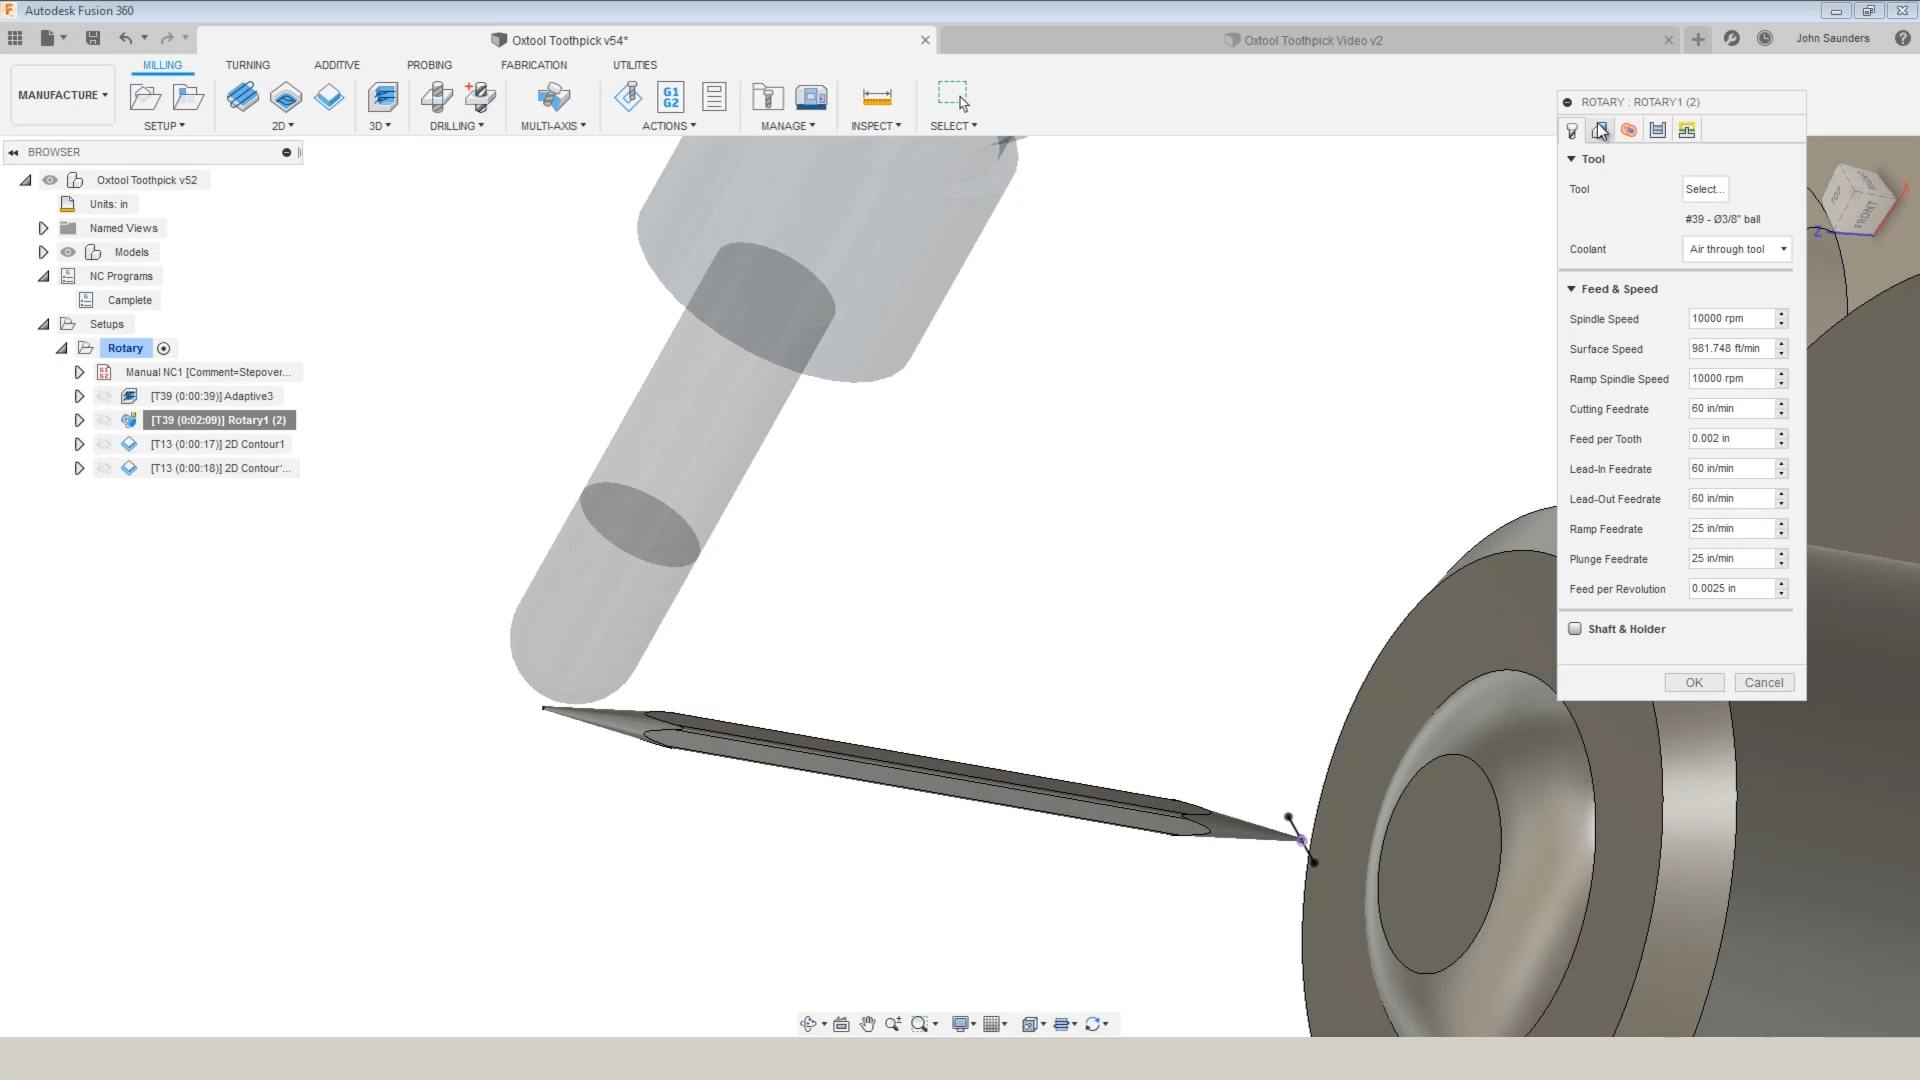 Autodesk Fusion 360
Oxtool Toothpick v54*
Oxtool Toothpick Video v2
John Saunders
MILLING
TURNING
ADDITIVE
PROBING
FABRICATION
UTILITIES
MANUFACTURE
G1
G2
SETUP
2D
3D
DRILLING
MULTI-AXIS
ACTIONS
MANAGE
INSPECT
SELECT
BROWSER
Oxtool Toothpick v52
Units: in
Named Views
Models
NC Programs
Camplete
Setups
Rotary
Manual NC1 [Comment=Stepover...
[T39 (0:00:39)] Adaptive3
[T39 (0:02:09)] Rotary1 (2)
[T13 (0:00:17)] 2D Contour1
[T13 (0:00:18)] 2D Contour'...
ROTARY : ROTARY1 (2)
Tool
Tool
Select...
#39 - Ø3/8" ball
Coolant
Air through tool
Feed & Speed
Spindle Speed
10000 rpm
Surface Speed
981.748 ft/min
Ramp Spindle Speed
10000 rpm
Cutting Feedrate
60 in/min
Feed per Tooth
0.002 in
Lead-In Feedrate
60 in/min
Lead-Out Feedrate
60 in/min
Ramp Feedrate
25 in/min
Plunge Feedrate
25 in/min
Feed per Revolution
0.0025 in
Shaft & Holder
OK
Cancel
FRONT
X
Z